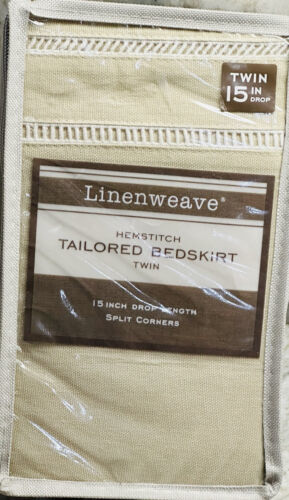 TWIN
15 IN
DROP
Linenweave®
HEMSTITCH
TAILORED BEDSKIRT
TWIN
15 INCH DROP LENGTH
SPLIT CORNERS